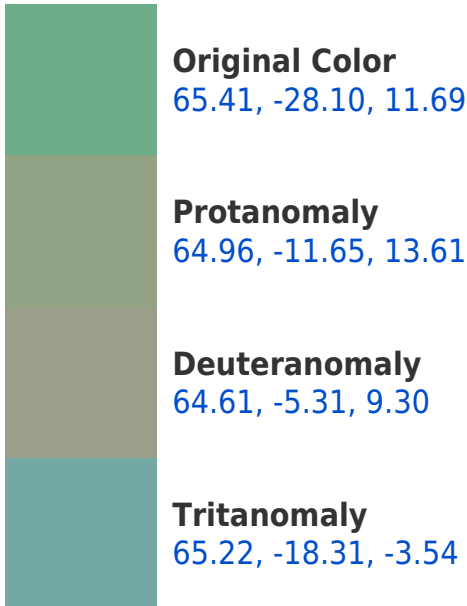 Original Color
65.41, -28.10, 11.69
Protanomaly
64.96, -11.65, 13.61
Deuteranomaly
64.61, -5.31, 9.30
Tritanomaly
65.22, -18.31, -3.54